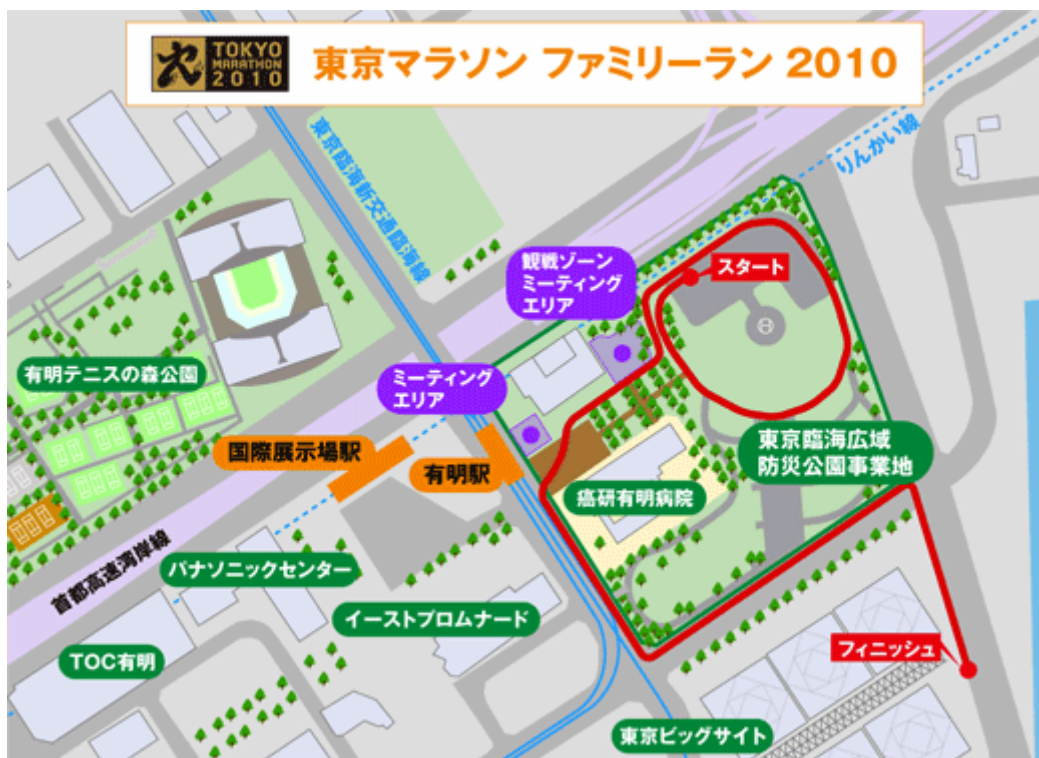 TOKYO
MARATHON
2010
東京マラソン ファミリーラン 2010
東京臨海新交通臨海線
りんかい線
観戦ゾーン
ミーティング
エリア
スタート
有明テニスの森公園
ミーティング
エリア
国際展示場駅
有明駅
東京臨海広域
防災公園事業地
癌研有明病院
首都高速湾岸線
パナソニックセンター
イーストプロムナード
TOC有明
フィニッシュ
東京ビッグサイト